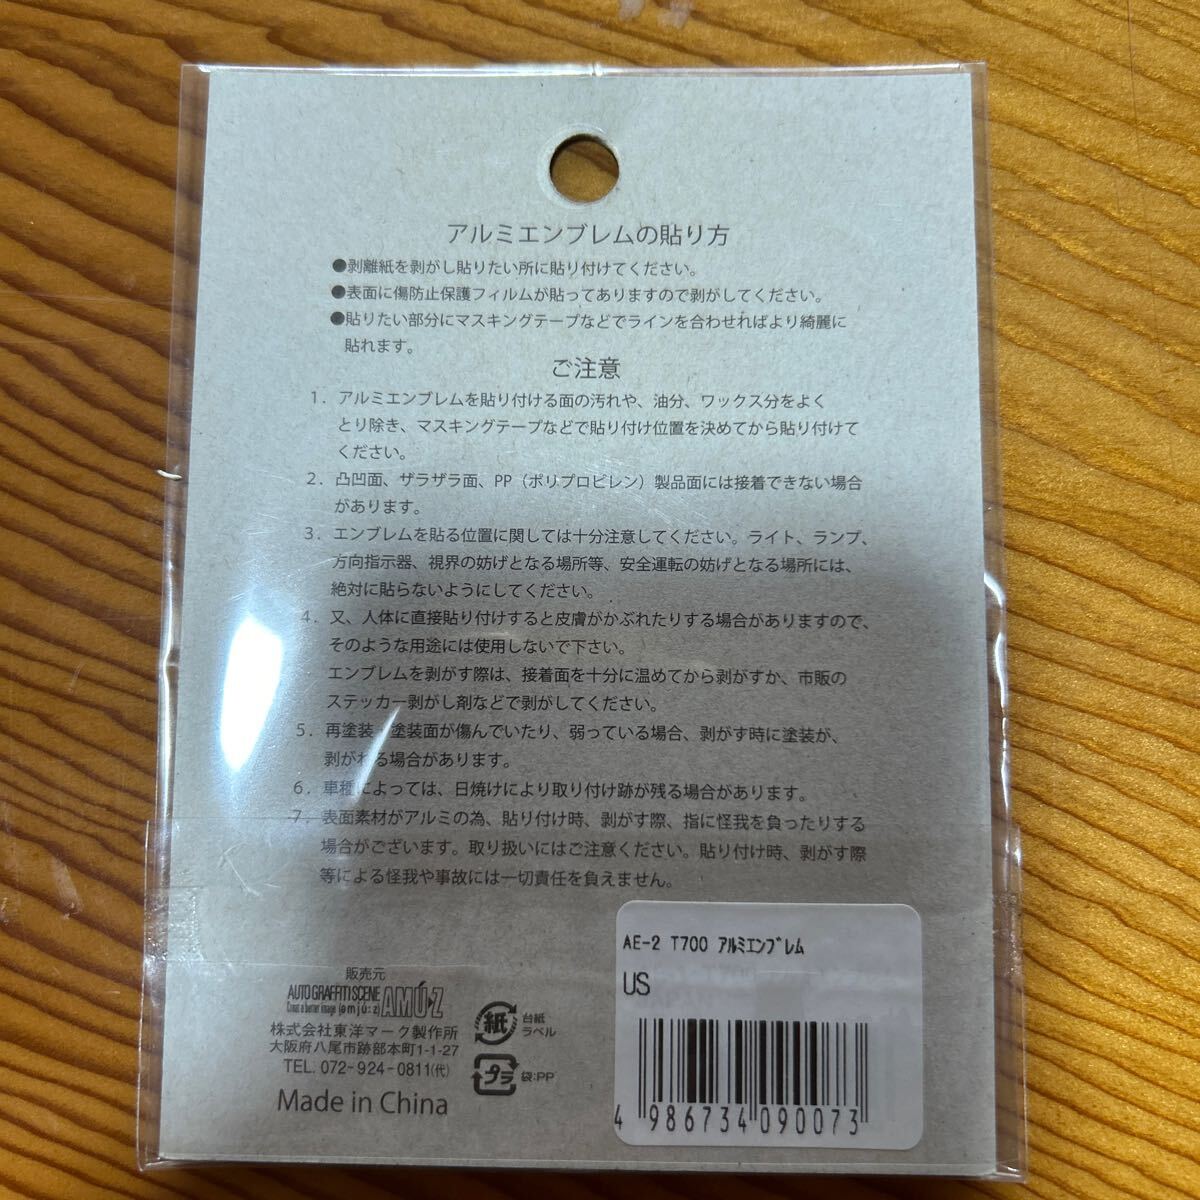 アルミエンブレムの貼り方
●剥離紙を剥がし貼りたい所に貼り付けてください。
●表面に傷防止保護フィルムが貼ってありますので剥がしてください。
●貼りたい部分にマスキングテープなどでラインを合わせればより綺麗に
貼れます。
ご注意
1．アルミエンブレムを貼り付ける面の汚れや、油分、ワックス分をよく
とり除き、マスキングテープなどで貼り付け位置を決めてから貼り付けて
ください。
2．凸凹面、ザラザラ面、PP（ポリプロピレン）製品面には接着できない場合
があります。
3．エンブレムを貼る位置に関しては十分注意してください。ライト、ランプ、
方向指示器、視界の妨げとなる場所等、安全運転の妨げとなる場所には、
絶対に貼らないようにしてください。
4．又、人体に直接貼り付けすると皮膚がかぶれたりする場合がありますので、
そのような用途には使用しないで下さい。
エンブレムを剥がす際は、接着面を十分に温めてから剥がすか、市販の
ステッカー剥がし剤などで剥がしてください。
5．再塗装・塗装面が傷んでいたり、弱っている場合、剥がす時に塗装が、
剥がれる場合があります。
6．車種によっては、日焼けにより取り付け跡が残る場合があります。
7．表面素材がアルミの為、貼り付け時、剥がす際、指に怪我を負ったりする
場合がございます。取り扱いにはご注意ください。貼り付け時、剥がす際
等による怪我や事故には一切責任を負えません。
販売元
AUTO GRAFFITI SCENE AMÚ-Z
Creat a better image [əmjú:z]
株式会社東洋マーク製作所
大阪府八尾市跡部本町1-1-27
TEL. 072-924-0811(代)
Made in China
紙 台紙
ラベル
プラ 袋:PP
AE-2 T700 ｱﾙﾐｴﾝﾌﾞﾚﾑ
US
4 986734 090073